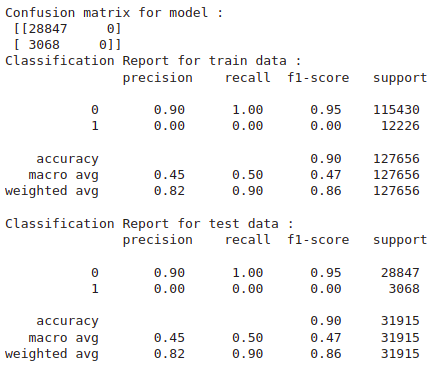 Confusion matrix for model :
[[28847 0]
[ 3068 0]]
Classification Report for train data :
precision recall f1-score support
0 0.90 1.00 0.95 115430
1 0.00 0.00 0.00 12226
accuracy 0.90 127656
macro avg 0.45 0.50 0.47 127656
weighted avg 0.82 0.90 0.86 127656
Classification Report for test data :
precision recall f1-score support
0 0.90 1.00 0.95 28847
1 0.00 0.00 0.00 3068
accuracy 0.90 31915
macro avg 0.45 0.50 0.47 31915
weighted avg 0.82 0.90 0.86 31915